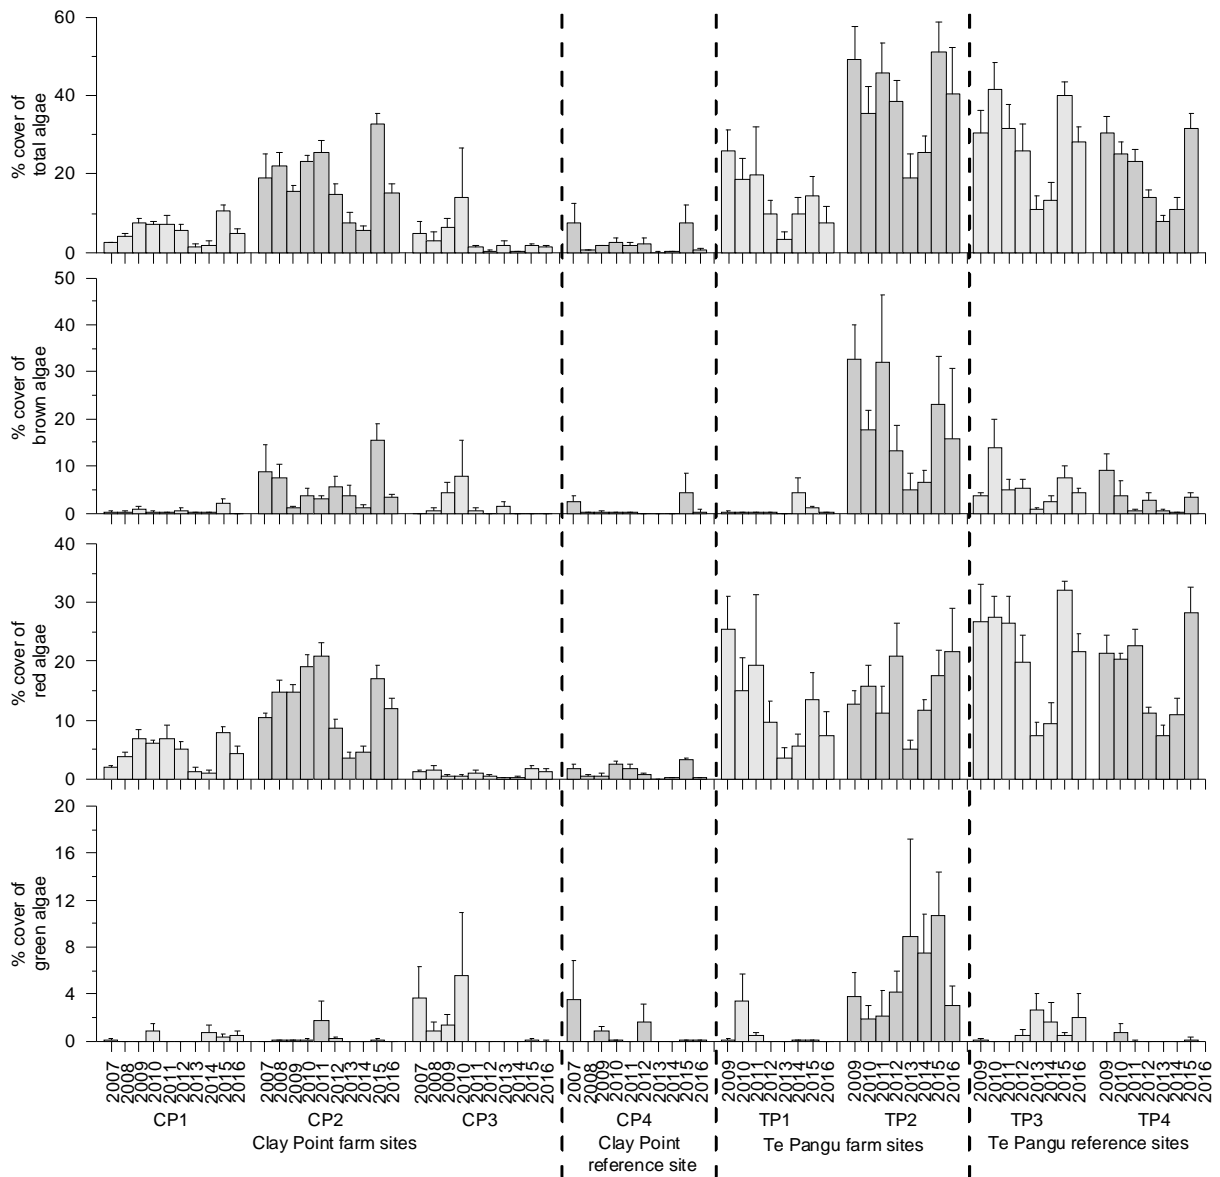 60
40
20
0
% cover of
total algae
50
40
30
20
10
0
% cover of
brown algae
40
30
20
10
0
% cover of
red algae
20
16
12
8
4
0
% cover of
green algae
2007 2008 2009 2010 2011 2012 2013 2014 2015 2016 2007 2008 2009 2010 2011 2012 2013 2014 2015 2016 2007 2008 2009 2010 2011 2012 2013 2014 2015 2016 2007 2008 2009 2010 2011 2012 2013 2014 2015 2016 2009 2010 2011 2012 2013 2014 2015 2016 2009 2010 2011 2012 2013 2014 2015 2016 2009 2010 2011 2012 2013 2014 2015 2016 2009 2010 2011 2012 2013 2014 2015 2016
CP1 CP2 CP3 CP4 TP1 TP2 TP3 TP4
Clay Point farm sites
Clay Point
reference site
Te Pangu farm sites
Te Pangu reference sites